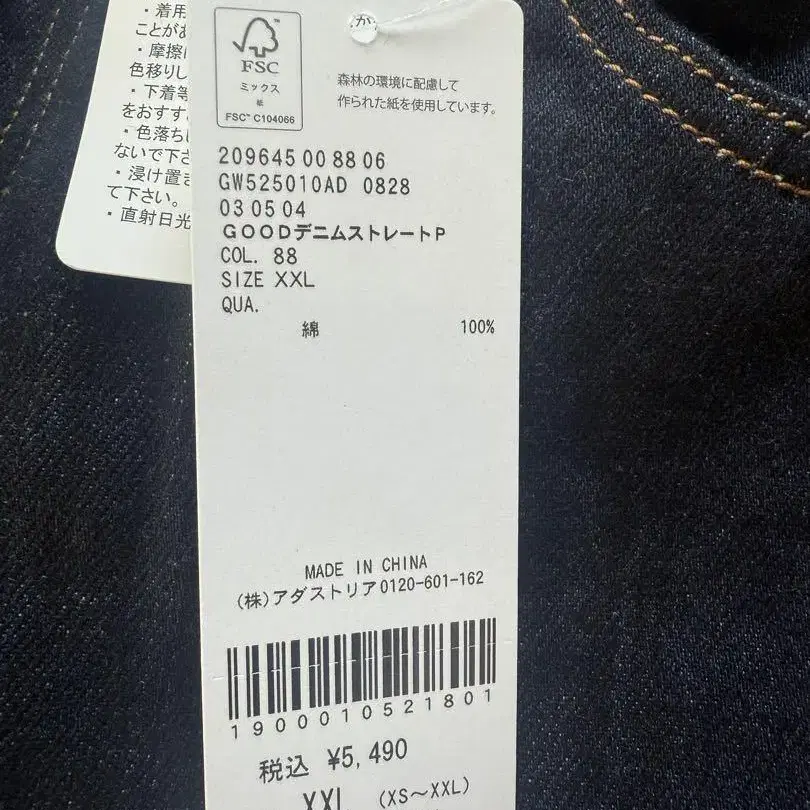 ・着用
ことがあ
・摩擦
色移りし
・下着等
をおすす
・色落ち
ないで下さ
・浸け置き
て下さい。
・直射日光
か
FSC
ミックス
紙
FSC™ C104066
森林の環境に配慮して
作られた紙を使用しています。
209645 00 88 06
GW525010AD 0828
03 05 04
GOODデニムストレートP
COL. 88
SIZE XXL
QUA.
綿 100%
MADE IN CHINA
(株)アダストリア0120-601-162
1900010521801
税込 ¥5,490
XXL (XS〜XXL)